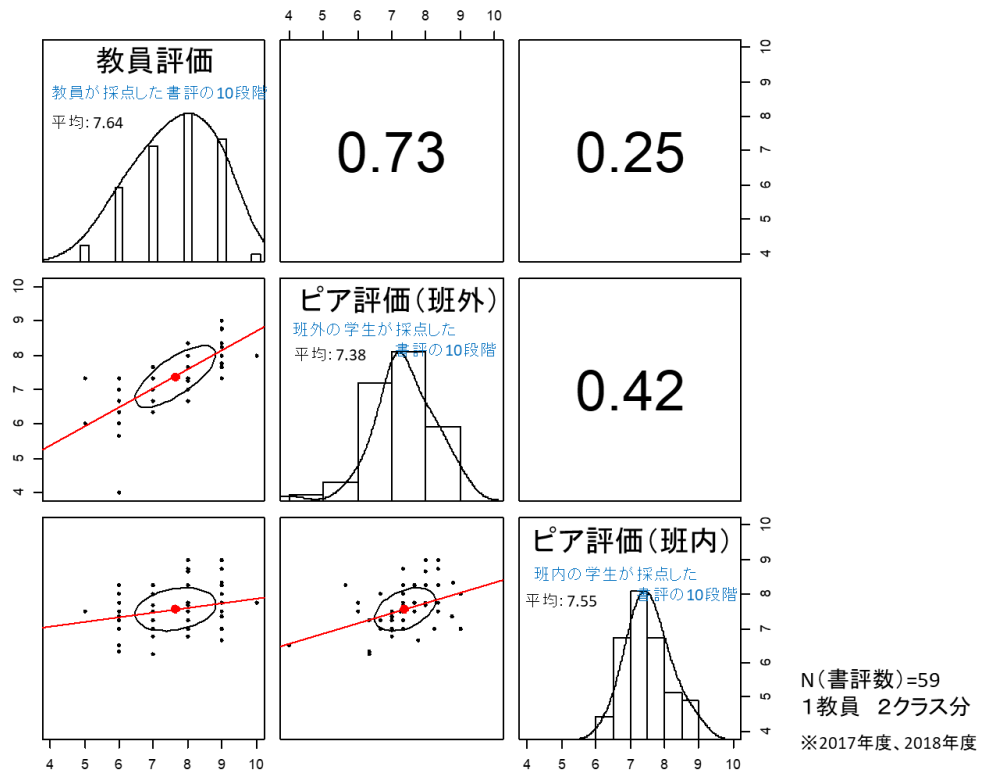 4 5 6 7 8 9 10
教員評価
教員が採点した書評の10段階
平均: 7.64
0.73
0.25
10
9
8
7
6
5
4
10
9
8
7
6
5
4
ピア評価（班外）
班外の学生が採点した
書評の10段階
平均: 7.38
0.42
ピア評価（班内）
班内の学生が採点した
書評の10段階
平均: 7.55
10
9
8
7
6
5
4
N（書評数）=59
１教員　２クラス分
※2017年度、2018年度
4 5 6 7 8 9 10
4 5 6 7 8 9 10